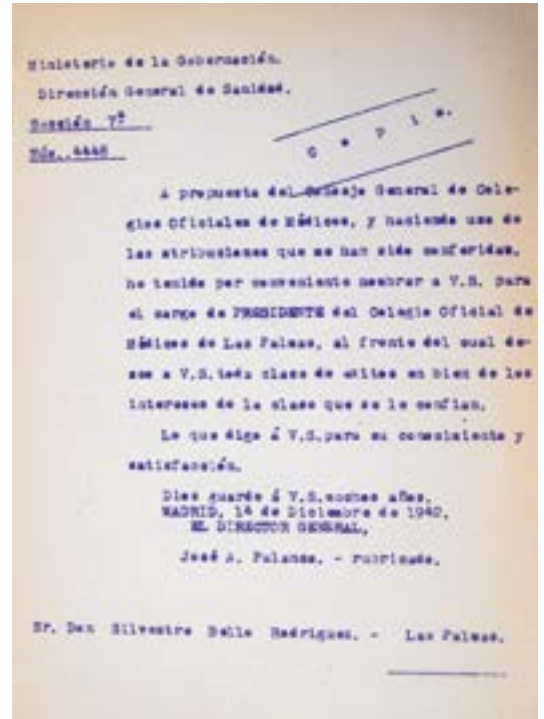 Ministerio de la Gobernación.
Dirección General de Sanidad.
Sección 7ª
Núm. 4448
C o p i a.
A propuesta del Consejo General de Cole-
gios Oficiales de Médicos, y haciendo uso de
las atribuciones que me han sido conferidas,
he tenido por conveniente nombrar a V.S. para
el cargo de PRESIDENTE del Colegio Oficial de
Médicos de Las Palmas, al frente del cual de-
seo a V.S. toda clase de exitos en bien de los
intereses de la clase que se le confian.
Lo que digo á V.S. para su conocimiento y
satisfacción.
Dios guarde á V.S. muchos años.
MADRID, 14 de Diciembre de 1942.
EL DIRECTOR GENERAL,
José A. Palanca. - rubricado.
Sr. Don Silvestre Bello Rodriguez. - Las Palmas.